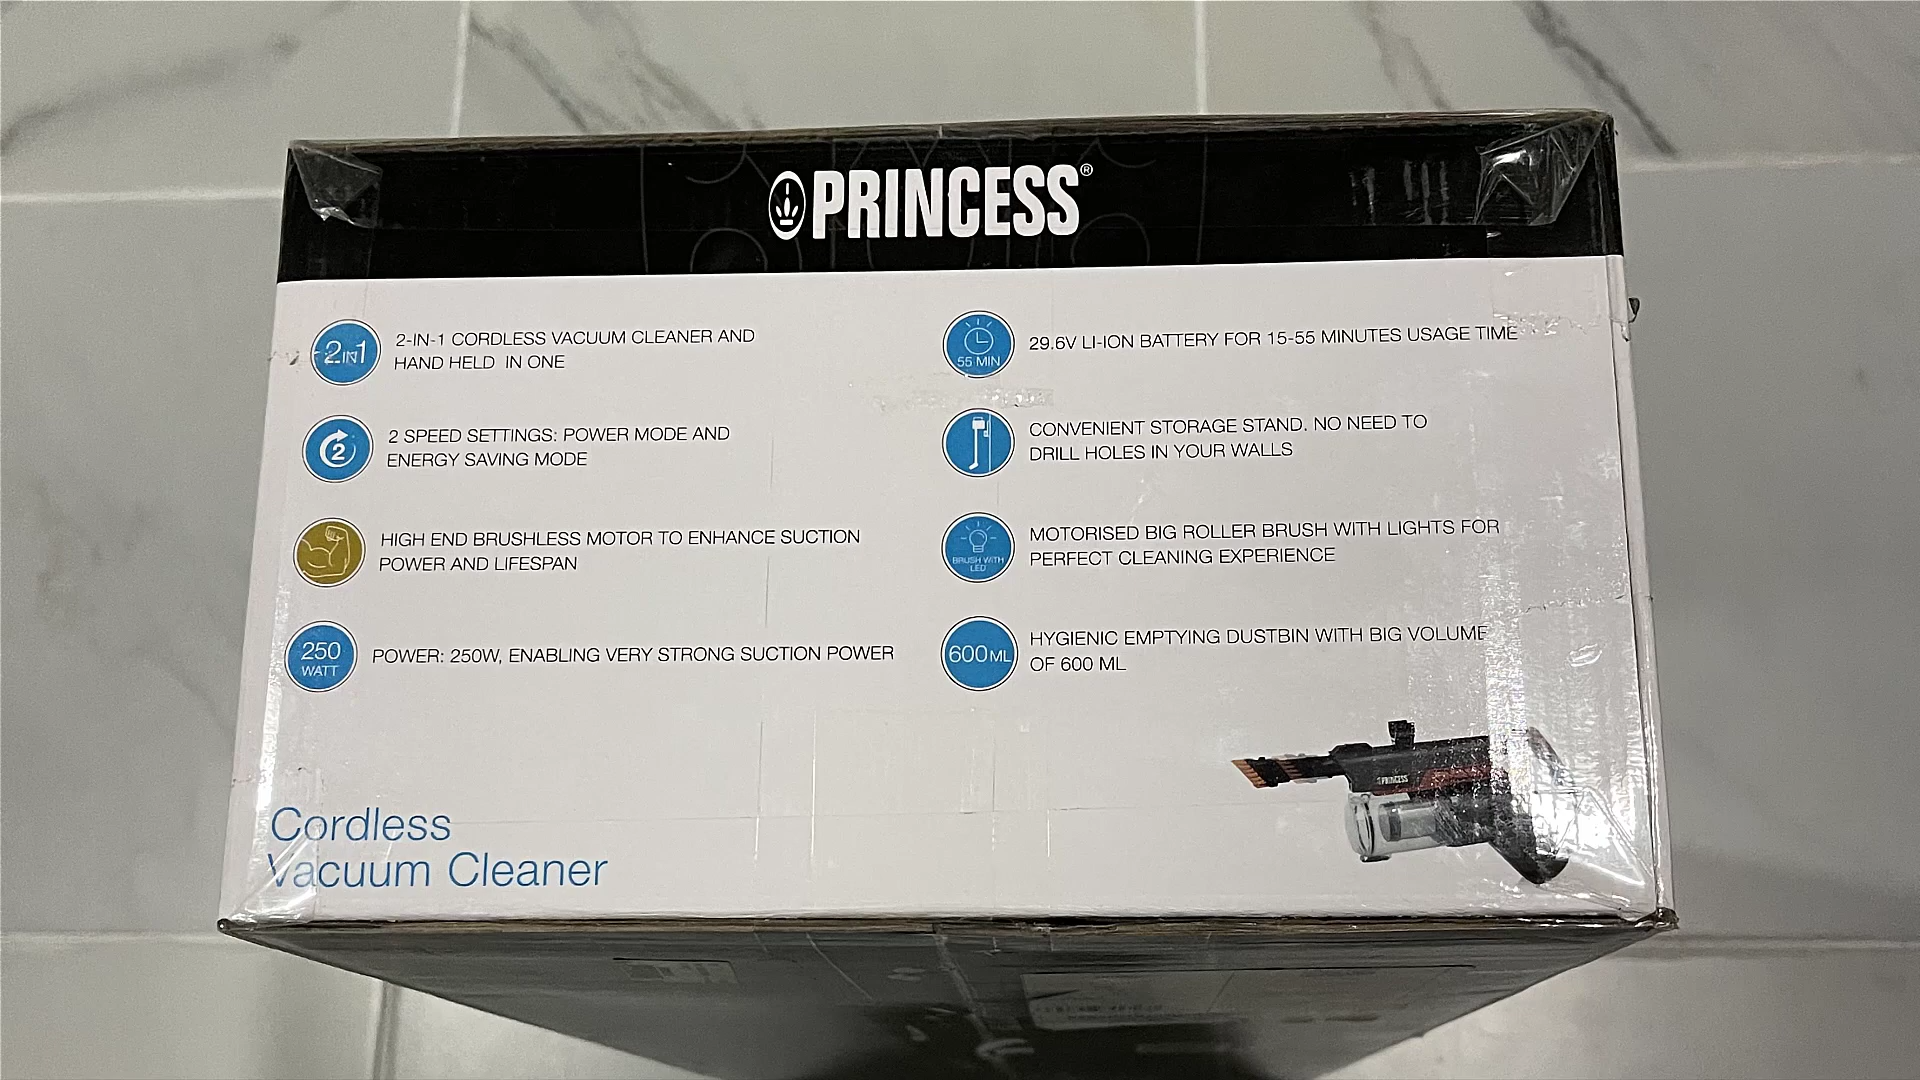 PRINCESS®
2IN1
2-IN-1 CORDLESS VACUUM CLEANER AND
HAND HELD IN ONE
2
2 SPEED SETTINGS: POWER MODE AND
ENERGY SAVING MODE
HIGH END BRUSHLESS MOTOR TO ENHANCE SUCTION
POWER AND LIFESPAN
250
WATT
POWER: 250W, ENABLING VERY STRONG SUCTION POWER
55 MIN
29.6V LI-ION BATTERY FOR 15-55 MINUTES USAGE TIME
CONVENIENT STORAGE STAND. NO NEED TO
DRILL HOLES IN YOUR WALLS
BRUSH WITH
LED
MOTORISED BIG ROLLER BRUSH WITH LIGHTS FOR
PERFECT CLEANING EXPERIENCE
600ML
HYGIENIC EMPTYING DUSTBIN WITH BIG VOLUME
OF 600 ML
PRINCESS
Cordless
Vacuum Cleaner